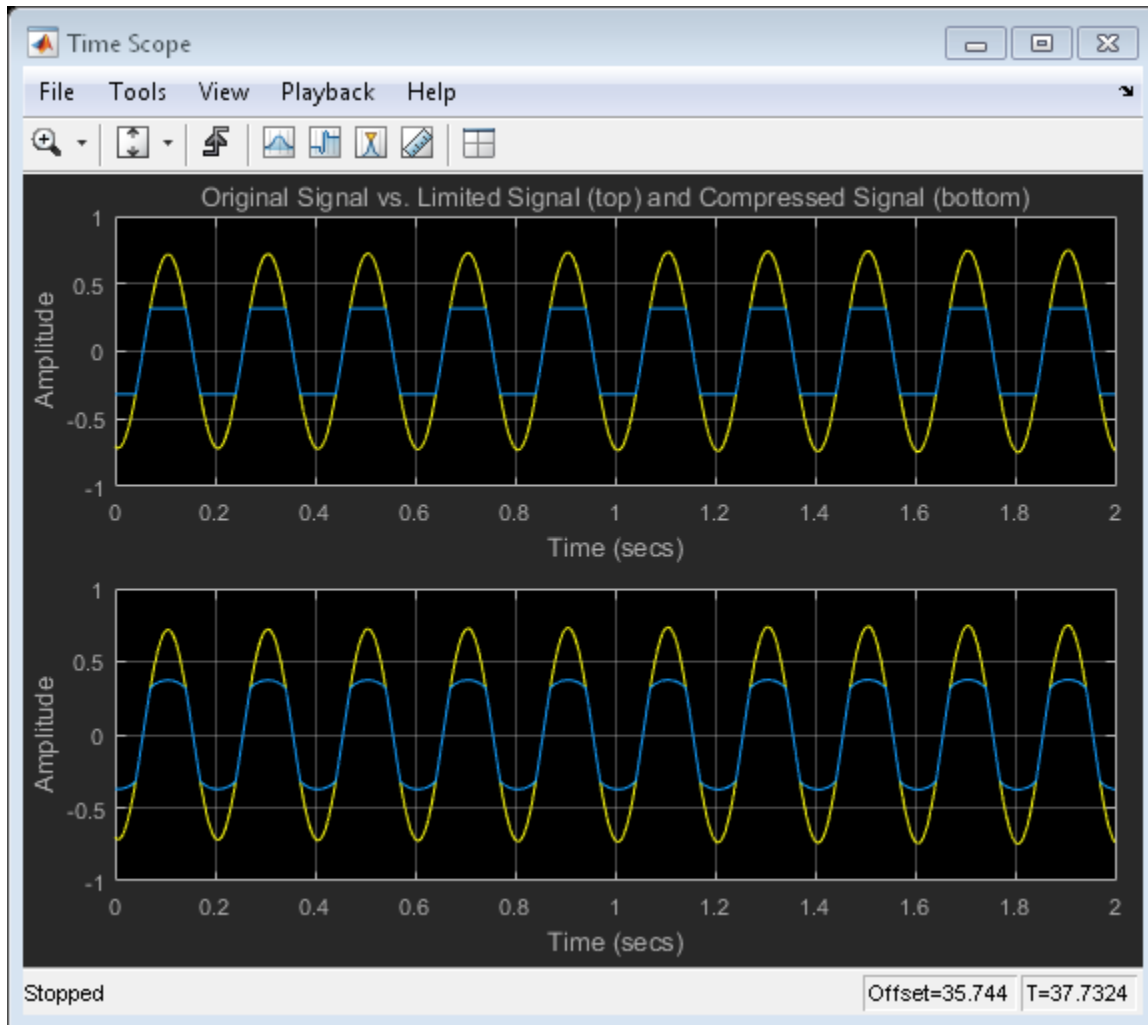 Time Scope
File Tools View Playback Help
Original Signal vs. Limited Signal (top) and Compressed Signal (bottom)
1
0.5
0
-0.5
-1
Amplitude
0 0.2 0.4 0.6 0.8 1 1.2 1.4 1.6 1.8 2
Time (secs)
1
0.5
0
-0.5
-1
Amplitude
0 0.2 0.4 0.6 0.8 1 1.2 1.4 1.6 1.8 2
Time (secs)
Stopped Offset=35.744 T=37.7324